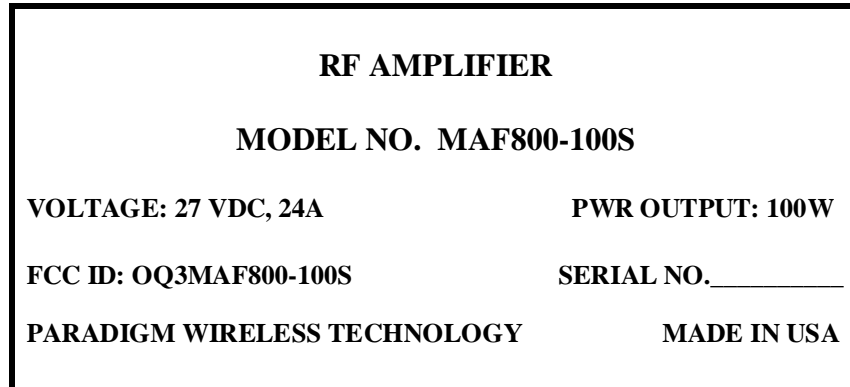 RF AMPLIFIER
MODEL NO. MAF800-100S
VOLTAGE: 27 VDC, 24A PWR OUTPUT: 100W
FCC ID: OQ3MAF800-100S SERIAL NO.__________
PARADIGM WIRELESS TECHNOLOGY MADE IN USA